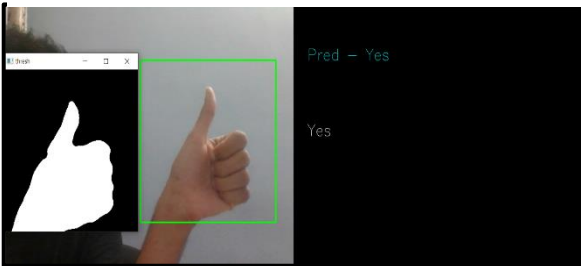 thresh
Pred - Yes
Yes